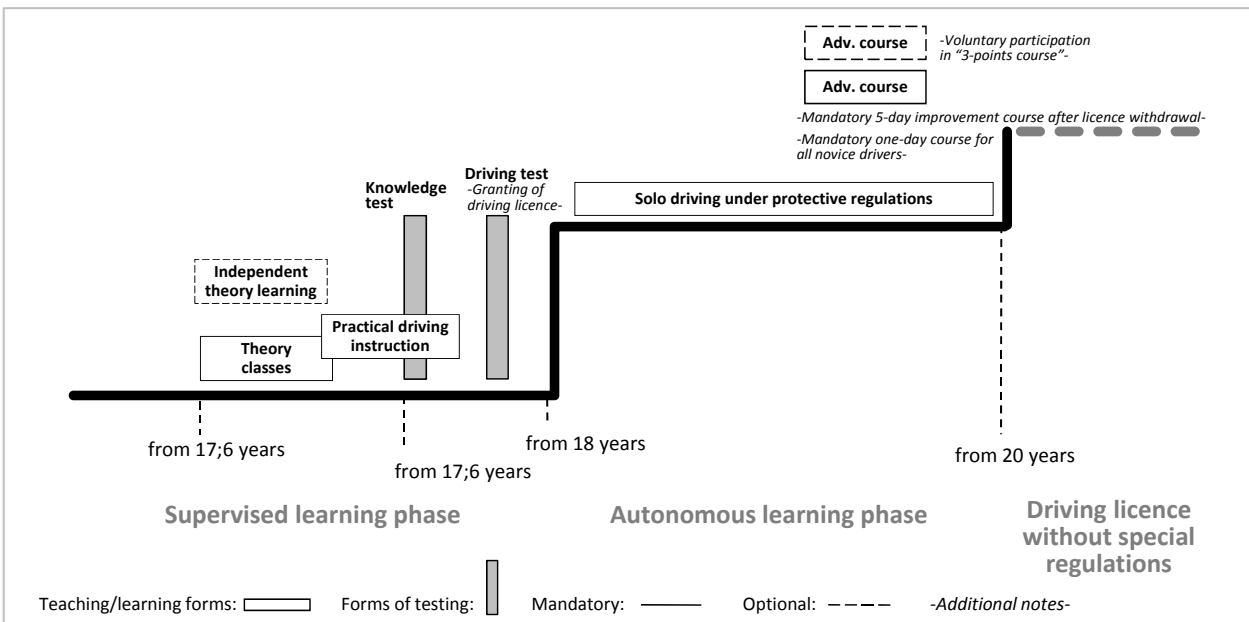 Adv. course
-Voluntary participation
in “3-points course”-
Adv. course
-Mandatory 5-day improvement course after licence withdrawal-
-Mandatory one-day course for
all novice drivers-
Knowledge
test
Driving test
-Granting of
driving licence-
Solo driving under protective regulations
Independent
theory learning
Practical driving
instruction
Theory
classes
from 17;6 years
from 17;6 years
from 18 years
from 20 years
Supervised learning phase
Autonomous learning phase
Driving licence
without special
regulations
Teaching/learning forms:
Forms of testing:
Mandatory:
Optional:
-Additional notes-